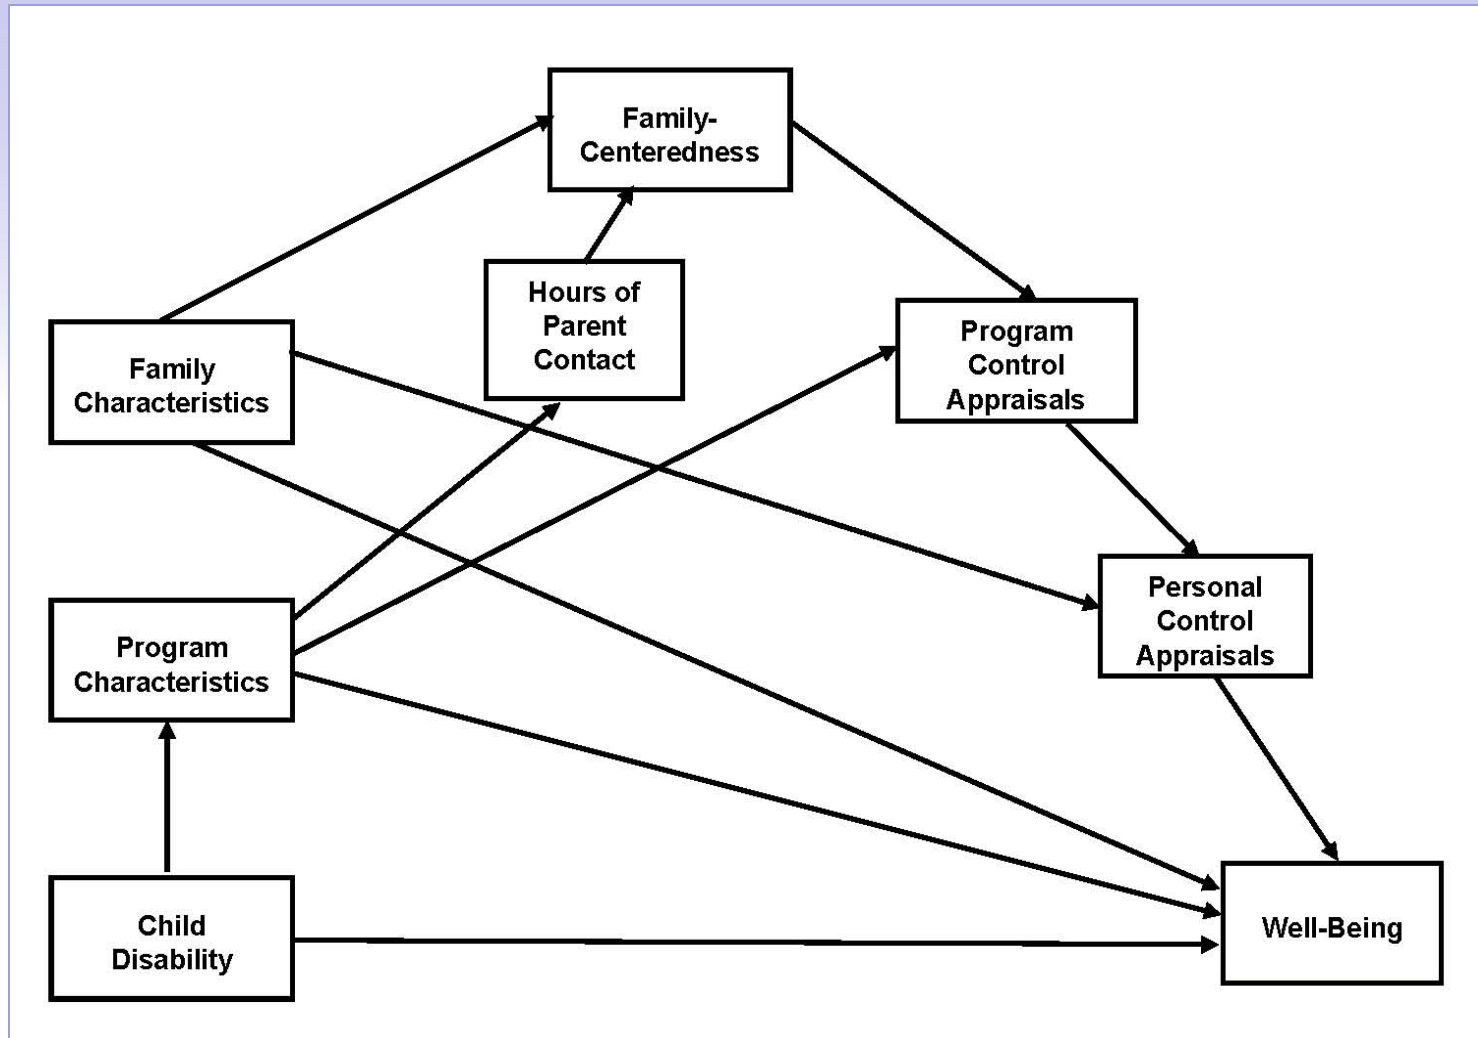 Family-
Centeredness
Hours of
Parent
Contact
Program
Control
Appraisals
Family
Characteristics
Personal
Control
Appraisals
Program
Characteristics
Child
Disability
Well-Being